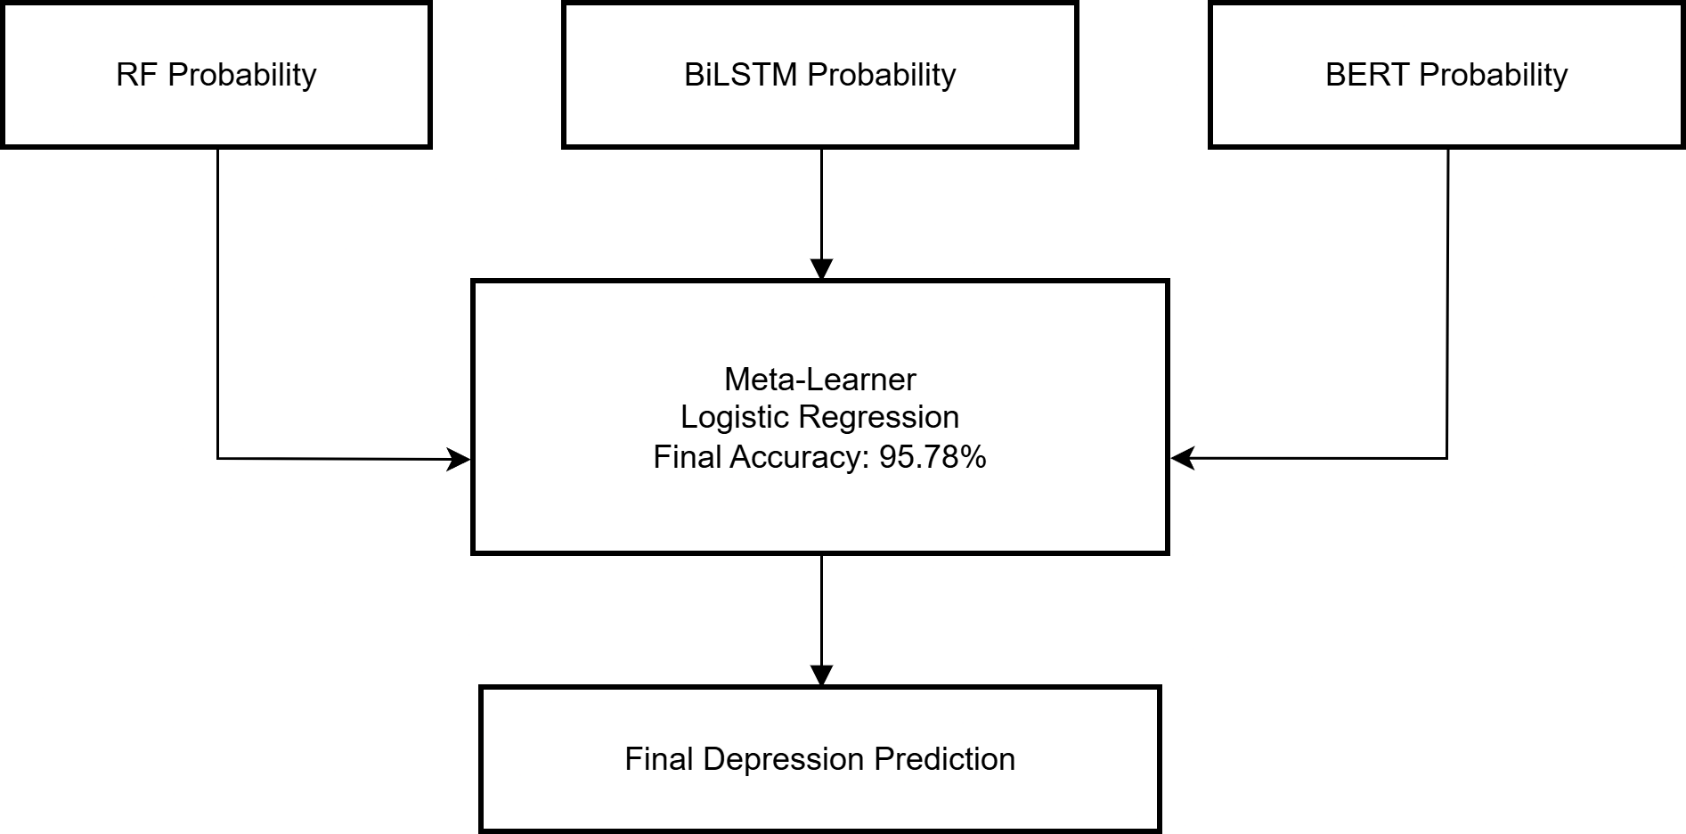 RF Probability
BiLSTM Probability
BERT Probability
Meta-Learner
Logistic Regression
Final Accuracy: 95.78%
Final Depression Prediction